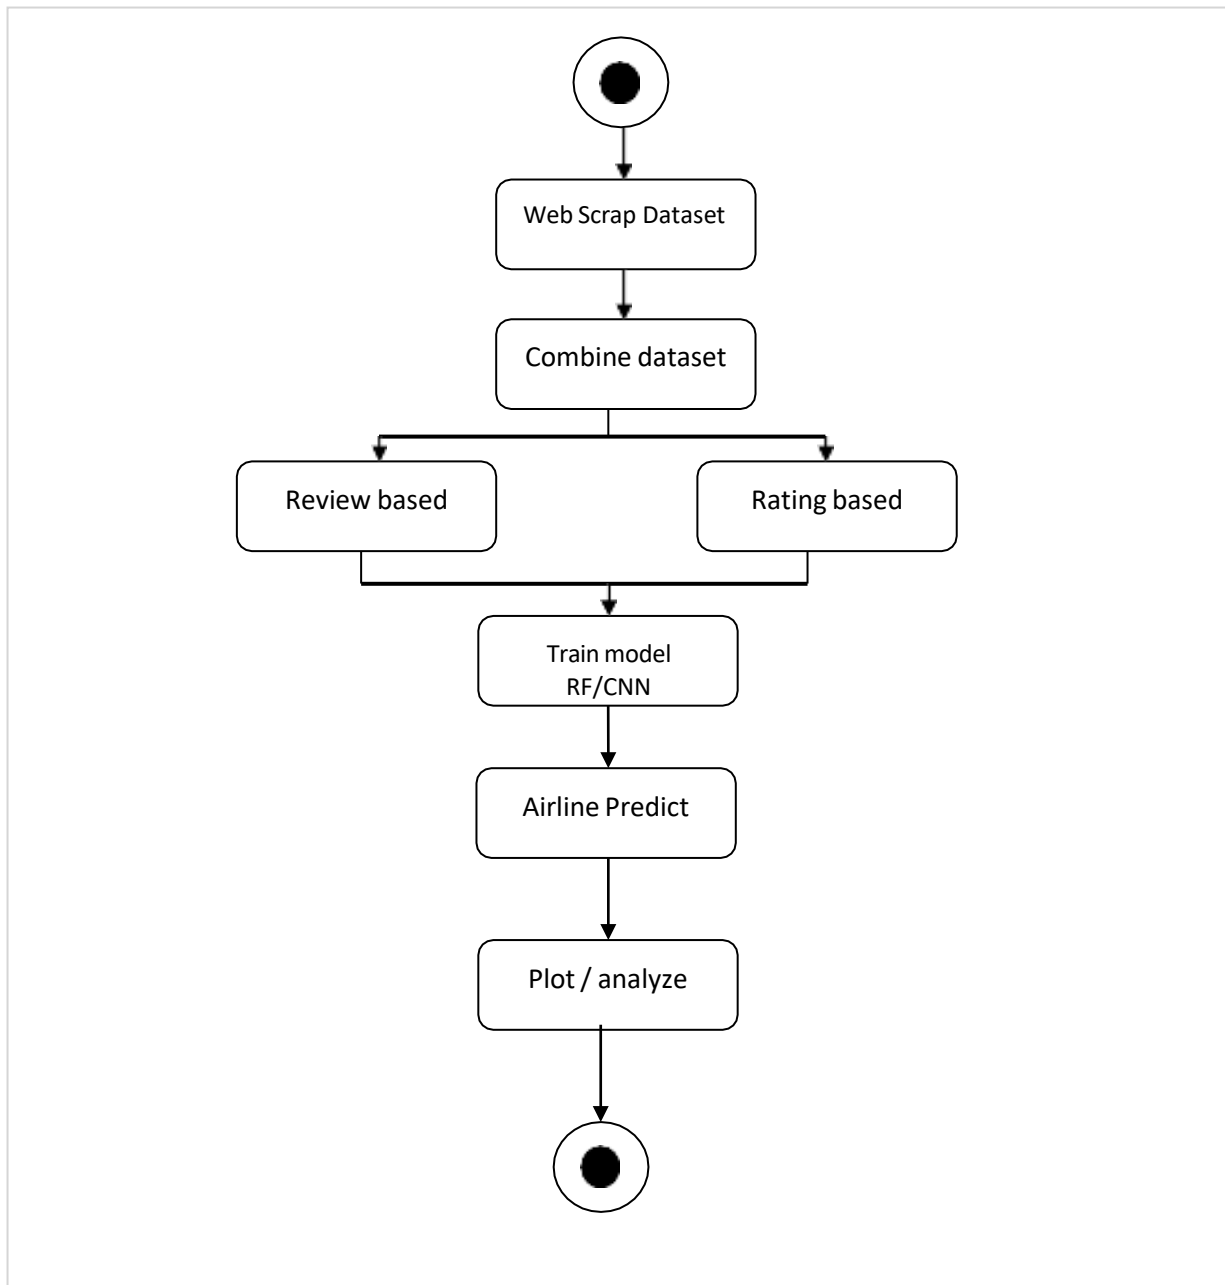 Web Scrap Dataset
Combine dataset
Review based
Rating based
Train model
RF/CNN
Airline Predict
Plot / analyze